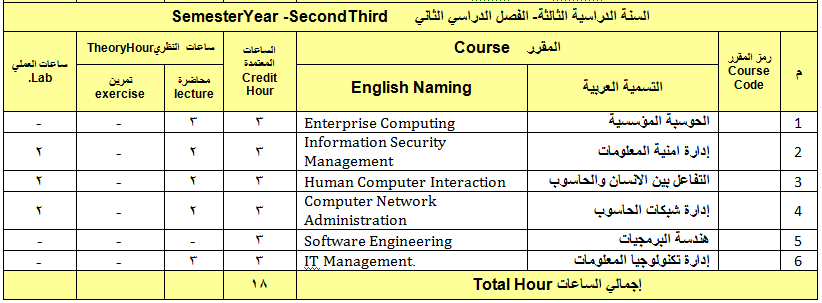 السنة الدراسية الثالثة- الفصل الدراسي الثاني SemesterYear -SecondThird
م
رمز المقرر
Course
Code
المقرر Course
الساعات
المعتمدة
Credit
Hour
ساعات النظري TheoryHour
ساعات العملي
Lab.
التسمية العربية
English Naming
محاضرة
lecture
تمرين
exercise
1 الحوسبة المؤسسية Enterprise Computing ٣ ٣ - -
2 إدارة امنية المعلومات Information Security
Management ٣ ٢ - ٢
3 التفاعل بين الانسان والحاسوب Human Computer Interaction ٣ ٢ - ٢
4 إدارة شبكات الحاسوب Computer Network
Administration ٣ ٢ - ٢
5 هندسة البرمجيات Software Engineering ٣ - - -
6 إدارة تكنولوجيا المعلومات IT Management. ٣ ٣ - -
إجمالي الساعات Total Hour ١٨